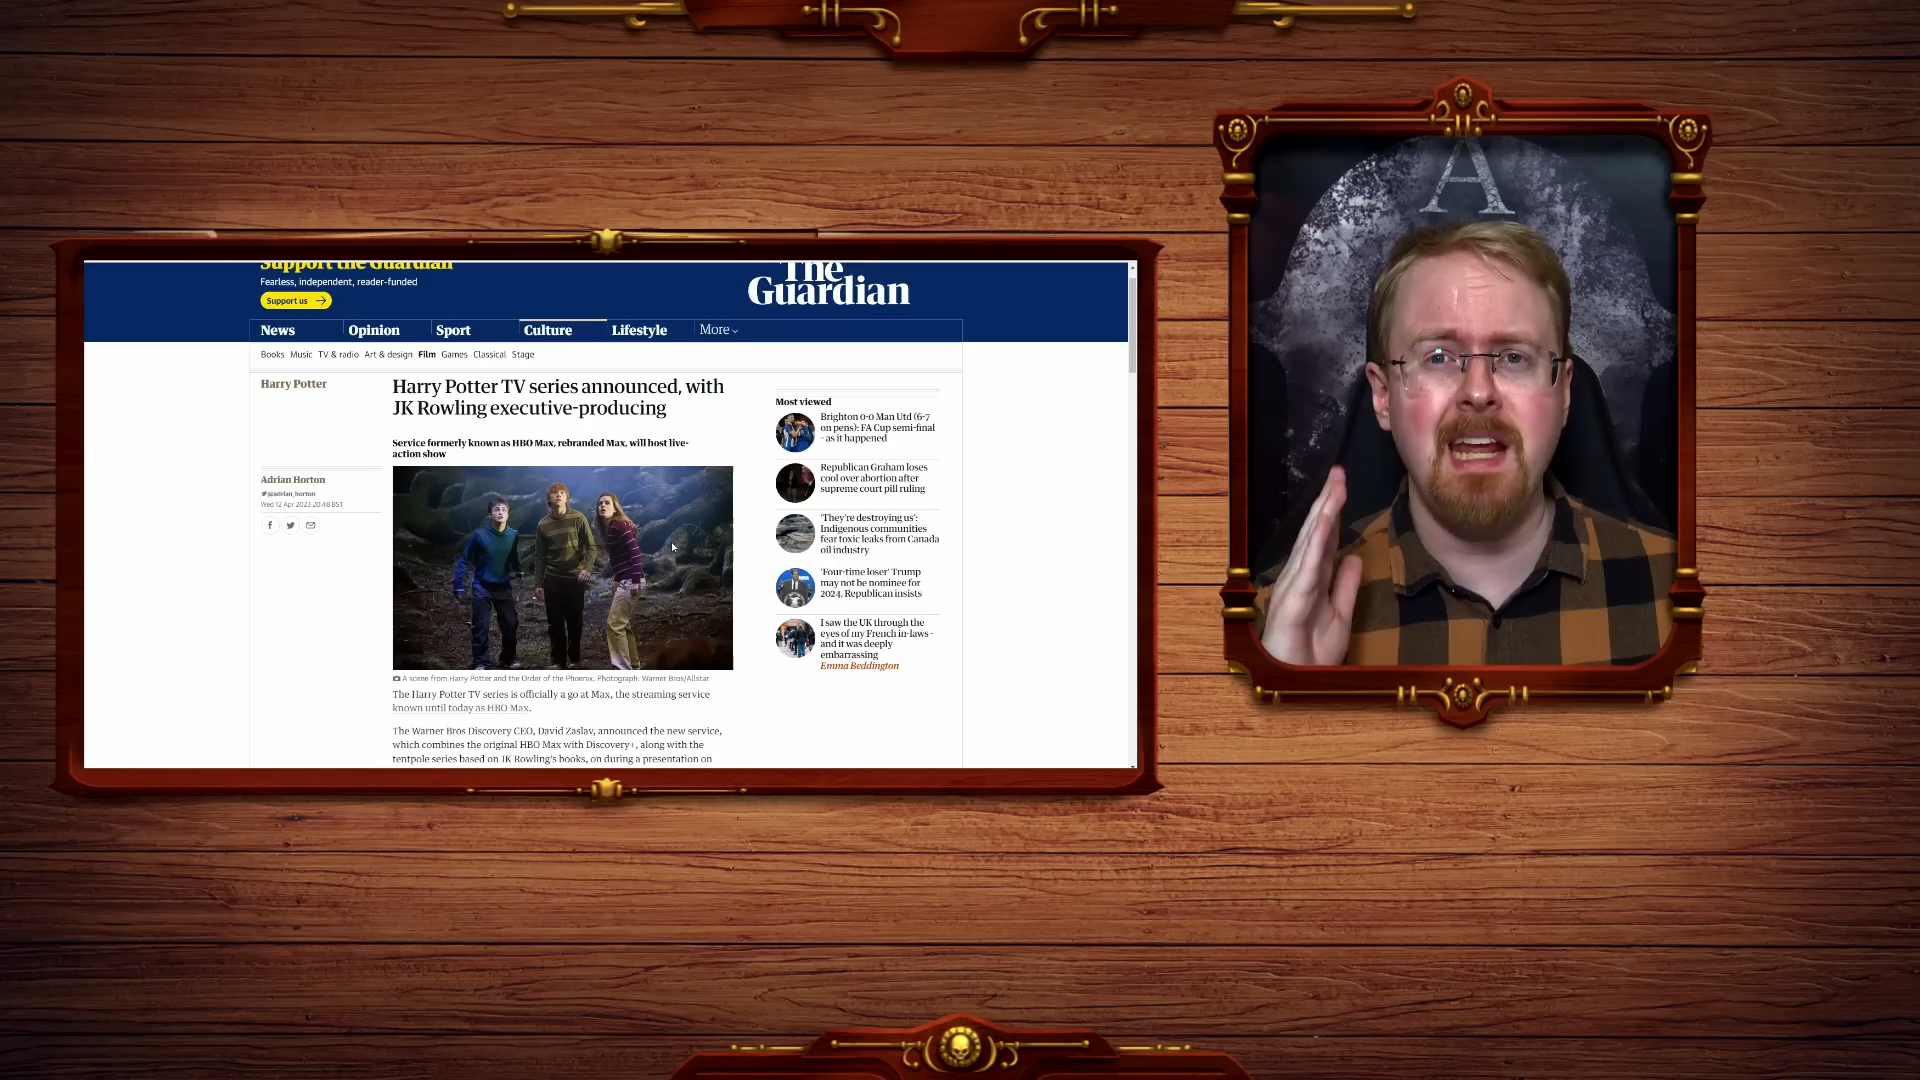 Support the Guardian
Fearless, independent, reader-funded
Support us
The
Guardian
News
Opinion
Sport
Culture
Lifestyle
More
Books Music TV & radio Art & design Film Games Classical Stage
Harry Potter
Harry Potter TV series announced, with
JK Rowling executive-producing
Service formerly known as HBO Max, rebranded Max, will host live-
action show
Adrian Horton
@adrian_horton
Wed 12 Apr 2023 20.48 BST
A scene from Harry Potter and the Order of the Phoenix. Photograph: Warner Bros/Allstar
The Harry Potter TV series is officially a go at Max, the streaming service
known until today as HBO Max.
The Warner Bros Discovery CEO, David Zaslav, announced the new service,
which combines the original HBO Max with Discovery+, along with the
tentpole series based on JK Rowling's books, on during a presentation on
Most viewed
Brighton 0-0 Man Utd (6-7
on pens): FA Cup semi-final
- as it happened
Republican Graham loses
cool over abortion after
supreme court pill ruling
'They're destroying us':
Indigenous communities
fear toxic leaks from Canada
oil industry
'Four-time loser' Trump
may not be nominee for
2024, Republican insists
I saw the UK through the
eyes of my French in-laws -
and it was deeply
embarrassing
Emma Beddington
A